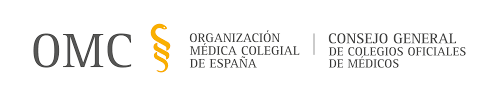 OMC
ORGANIZACIÓN
MÉDICA COLEGIAL
DE ESPAÑA
CONSEJO GENERAL
DE COLEGIOS OFICIALES
DE MÉDICOS